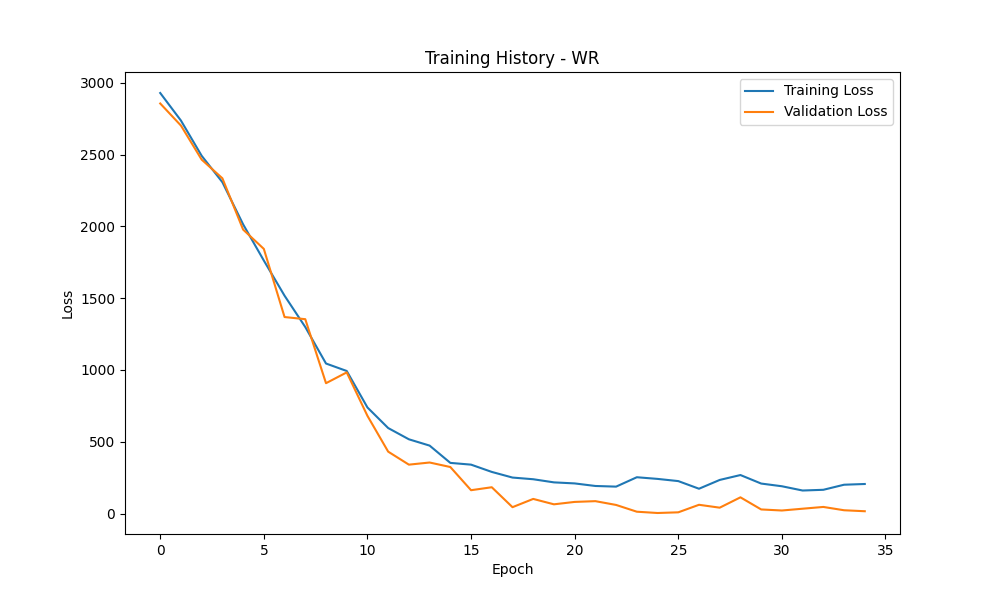 Training History - WR
Training Loss
Validation Loss
3000
2500
2000
1500
1000
500
0
Loss
0 5 10 15 20 25 30 35
Epoch